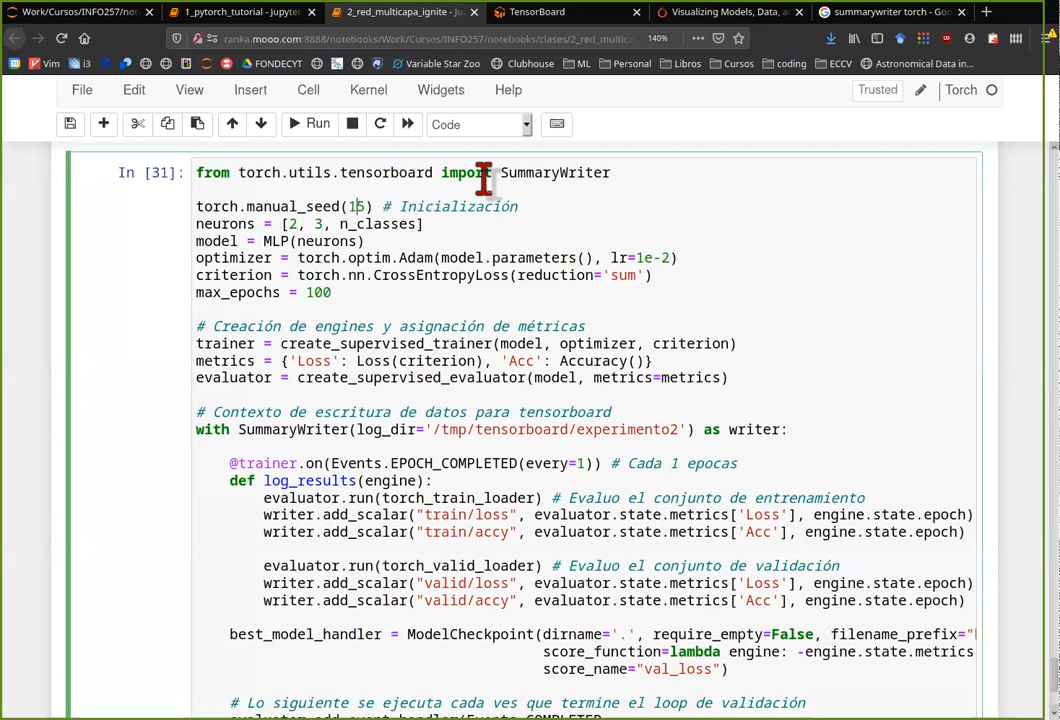 Work/Cursos/INFO257/not
1_pytorch_tutorial - Jupyter
2_red_multicapa_ignite - Ju
TensorBoard
Visualizing Models, Data, a
summarywriter torch - Goo
ranka.mooo.com:8888/notebooks/Work/Cursos/INFO257/notebooks/clases/2_red_multica
140%
Vim
i3
FONDECYT
Variable Star Zoo
Clubhouse
ML
Personal
Libros
Cursos
coding
ECCV
Astronomical Data in...
File Edit View Insert Cell Kernel Widgets Help
Trusted
Torch
Run
Code
In [31]:
from torch.utils.tensorboard import SummaryWriter
torch.manual_seed(15) # Inicialización
neurons = [2, 3, n_classes]
model = MLP(neurons)
optimizer = torch.optim.Adam(model.parameters(), lr=1e-2)
criterion = torch.nn.CrossEntropyLoss(reduction='sum')
max_epochs = 100
# Creación de engines y asignación de métricas
trainer = create_supervised_trainer(model, optimizer, criterion)
metrics = {'Loss': Loss(criterion), 'Acc': Accuracy()}
evaluator = create_supervised_evaluator(model, metrics=metrics)
# Contexto de escritura de datos para tensorboard
with SummaryWriter(log_dir='/tmp/tensorboard/experimento2') as writer:
@trainer.on(Events.EPOCH_COMPLETED(every=1)) # Cada 1 epocas
def log_results(engine):
evaluator.run(torch_train_loader) # Evaluo el conjunto de entrenamiento
writer.add_scalar("train/loss", evaluator.state.metrics['Loss'], engine.state.epoch)
writer.add_scalar("train/accy", evaluator.state.metrics['Acc'], engine.state.epoch)
evaluator.run(torch_valid_loader) # Evaluo el conjunto de validación
writer.add_scalar("valid/loss", evaluator.state.metrics['Loss'], engine.state.epoch)
writer.add_scalar("valid/accy", evaluator.state.metrics['Acc'], engine.state.epoch)
best_model_handler = ModelCheckpoint(dirname='.', require_empty=False, filename_prefix="
score_function=lambda engine: -engine.state.metrics
score_name="val_loss")
# Lo siguiente se ejecuta cada ves que termine el loop de validación
evaluator.add_event_handler(Events.COMPLETED,